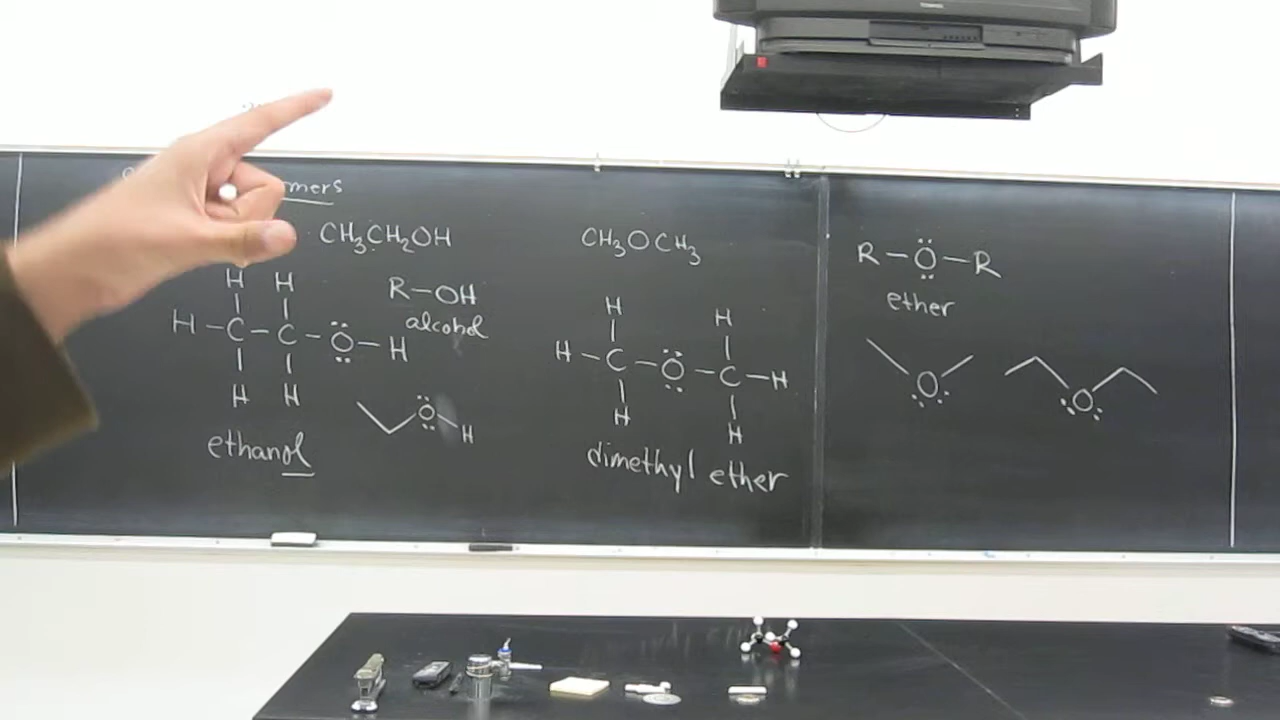 mers
CH₃CH₂OH
R-OH
alcohol
H H
H-C-C-Ö-H
H H
Ö
H
ethanol
CH₃OCH₃
H
H
H-C-Ö-C-H
H
H
dimethyl ether
R-Ö-R
ether
O
O